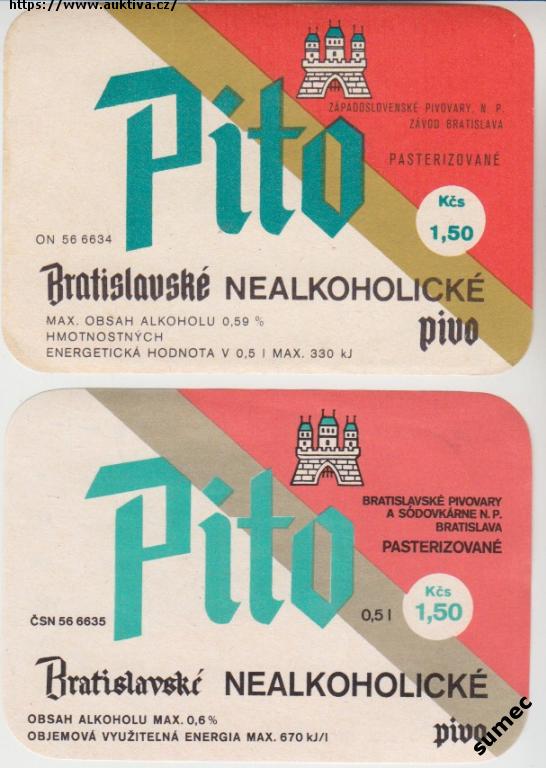 https://www.auktiva.cz/
Pito
ZÁPADOSLOVENSKÉ PIVOVARY, N. P.
ZÁVOD BRATISLAVA
PASTERIZOVANÉ
Kčs
1,50
ON 56 6634
Bratislavské NEALKOHOLICKÉ
pivo
MAX. OBSAH ALKOHOLU 0,59 %
HMOTNOSTNÝCH
ENERGETICKÁ HODNOTA V 0,5 l MAX. 330 kJ
Pito
BRATISLAVSKÉ PIVOVARY
A SÓDOVKÁRNE N. P.
BRATISLAVA
PASTERIZOVANÉ
Kčs
1,50
0,5 l
ČSN 56 6635
Bratislavské NEALKOHOLICKÉ
pivo
OBSAH ALKOHOLU MAX. 0,6 %
OBJEMOVÁ VYUŽITEĽNÁ ENERGIA MAX. 670 kJ/l
sumec